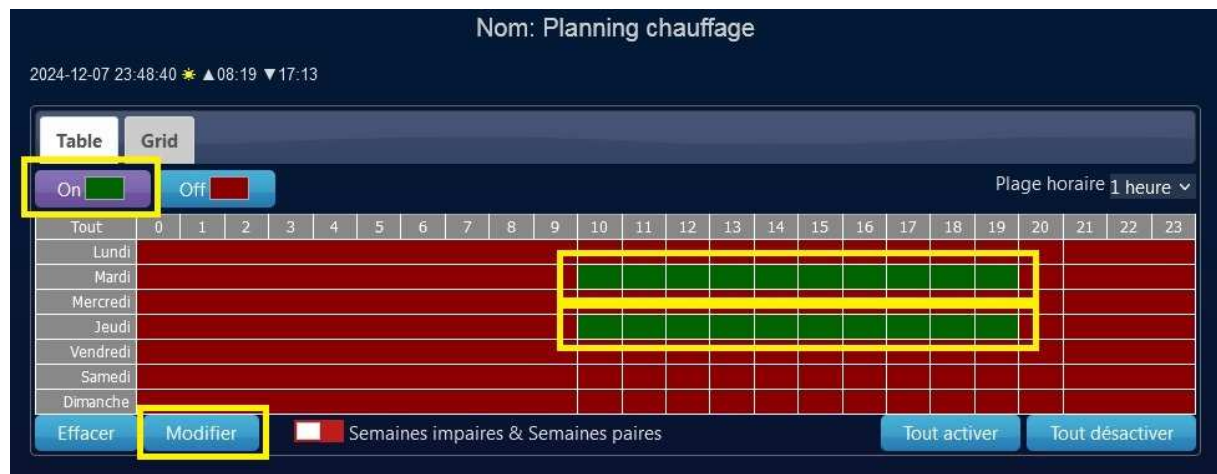 Nom: Planning chauffage
2024-12-07 23:48:40 ☀ ▲08:19 ▼17:13
Table Grid
On Off Plage horaire 1 heure
Tout 0 1 2 3 4 5 6 7 8 9 10 11 12 13 14 15 16 17 18 19 20 21 22 23
Lundi
Mardi
Mercredi
Jeudi
Vendredi
Samedi
Dimanche
Effacer Modifier Semaines impaires & Semaines paires Tout activer Tout désactiver